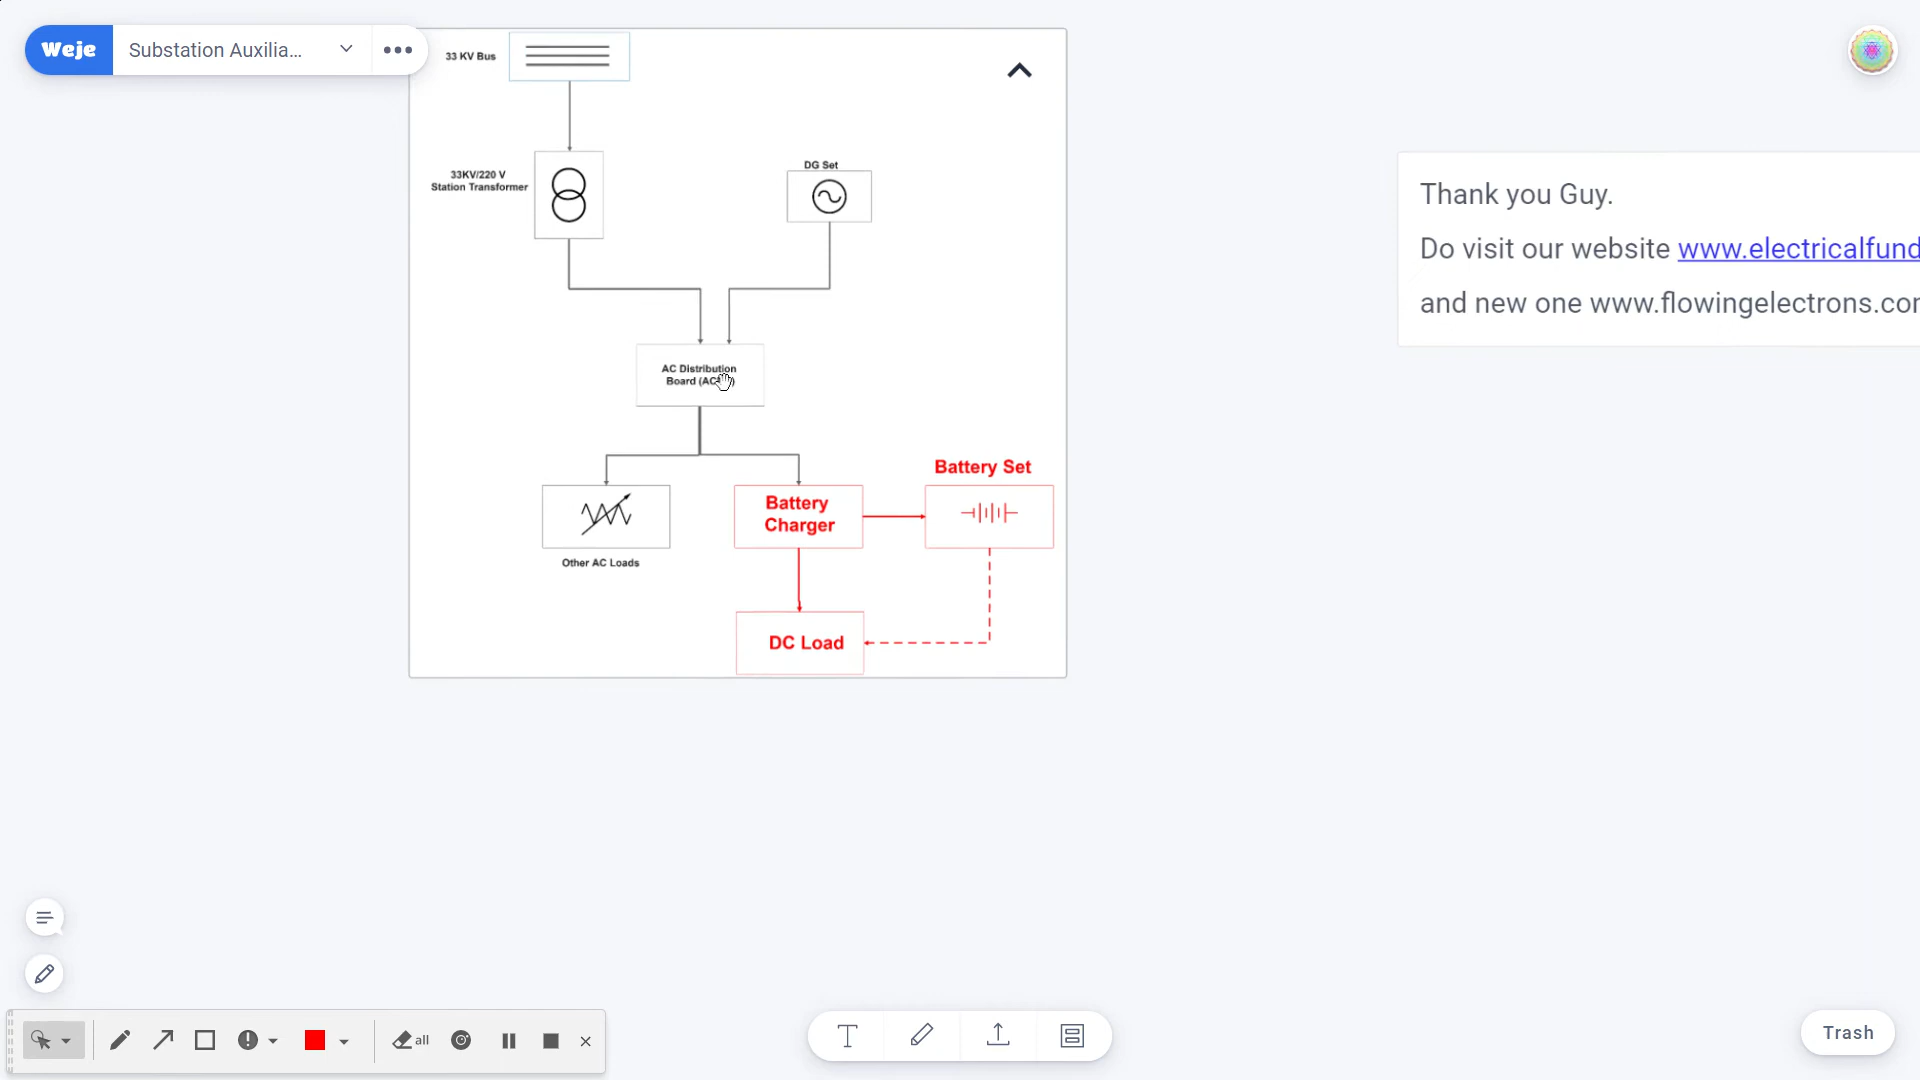 Weje
Substation Auxilia...
33 KV Bus
33KV/220 V
Station Transformer
DG Set
AC Distribution
Board
Battery Set
Battery
Charger
Other AC Loads
DC Load
Thank you Guy.
Do visit our website www.electricalfund
and new one www.flowingelectrons.co
all
Trash